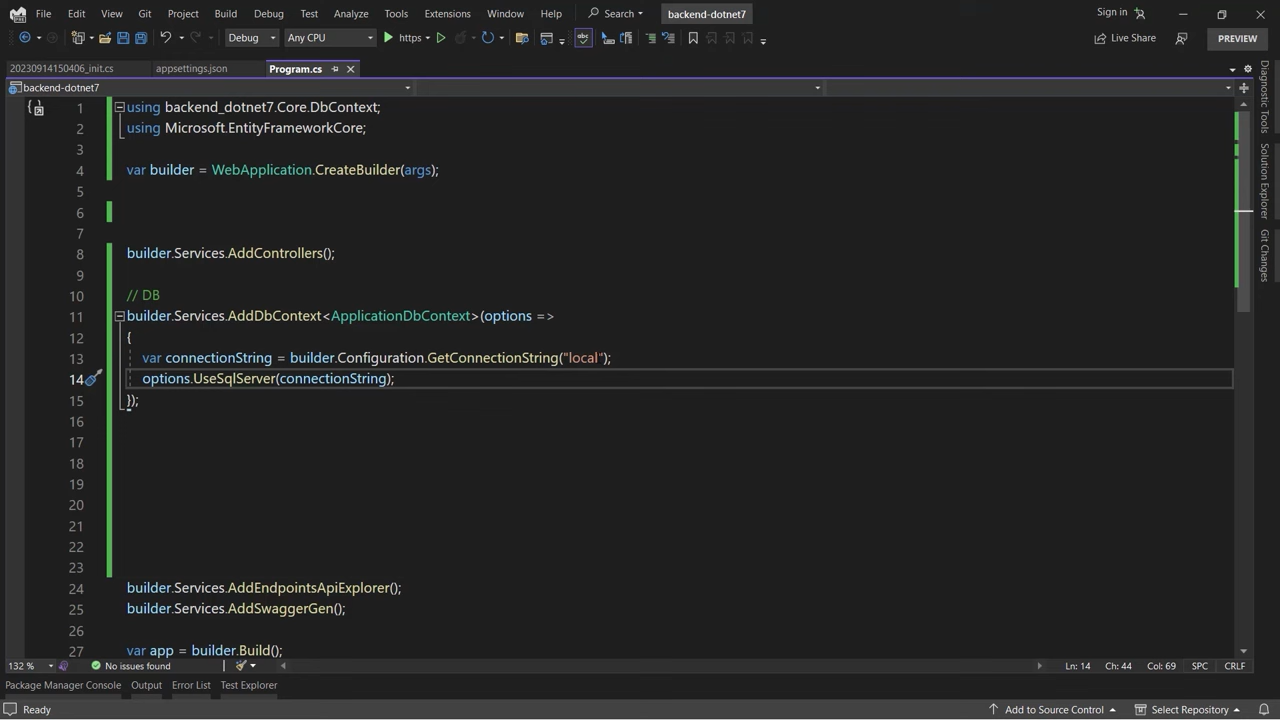 File Edit View Git Project Build Debug Test Analyze Tools Extensions Window Help Search backend-dotnet7 Sign in
Debug Any CPU https Live Share PREVIEW
20230914150406_init.cs appsettings.json Program.cs
backend-dotnet7
1 using backend_dotnet7.Core.DbContext;
2 using Microsoft.EntityFrameworkCore;
3
4 var builder = WebApplication.CreateBuilder(args);
5
6
7
8 builder.Services.AddControllers();
9
10 // DB
11 builder.Services.AddDbContext<ApplicationDbContext>(options =>
12 {
13 var connectionString = builder.Configuration.GetConnectionString("local");
14 options.UseSqlServer(connectionString);
15 });
16
17
18
19
20
21
22
23
24 builder.Services.AddEndpointsApiExplorer();
25 builder.Services.AddSwaggerGen();
26
27 var app = builder.Build();
132 % No issues found Ln: 14 Ch: 44 Col: 69 SPC CRLF
Package Manager Console Output Error List Test Explorer
Ready Add to Source Control Select Repository
Diagnostic Tools
Solution Explorer
Git Changes